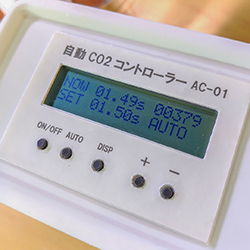 自動 CO2 コントローラー AC-01
NOW 01.49s 00379
SET 01.50s AUTO
ON/OFF AUTO DISP + −